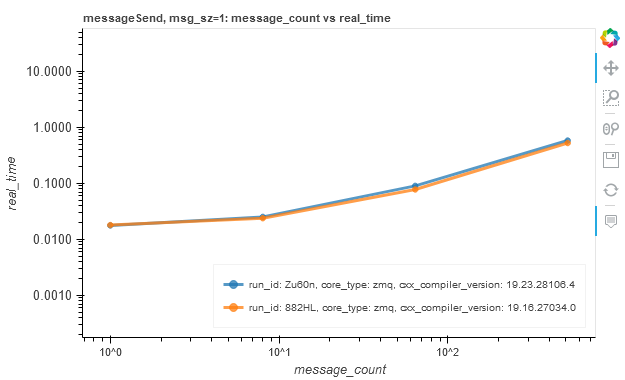 messageSend, msg_sz=1: message_count vs real_time
10.0000
1.0000
0.1000
0.0100
0.0010
real_time
run_id: Zu60n, core_type: zmq, cxx_compiler_version: 19.23.28106.4
run_id: 882HL, core_type: zmq, cxx_compiler_version: 19.16.27034.0
10^0
10^1
10^2
message_count